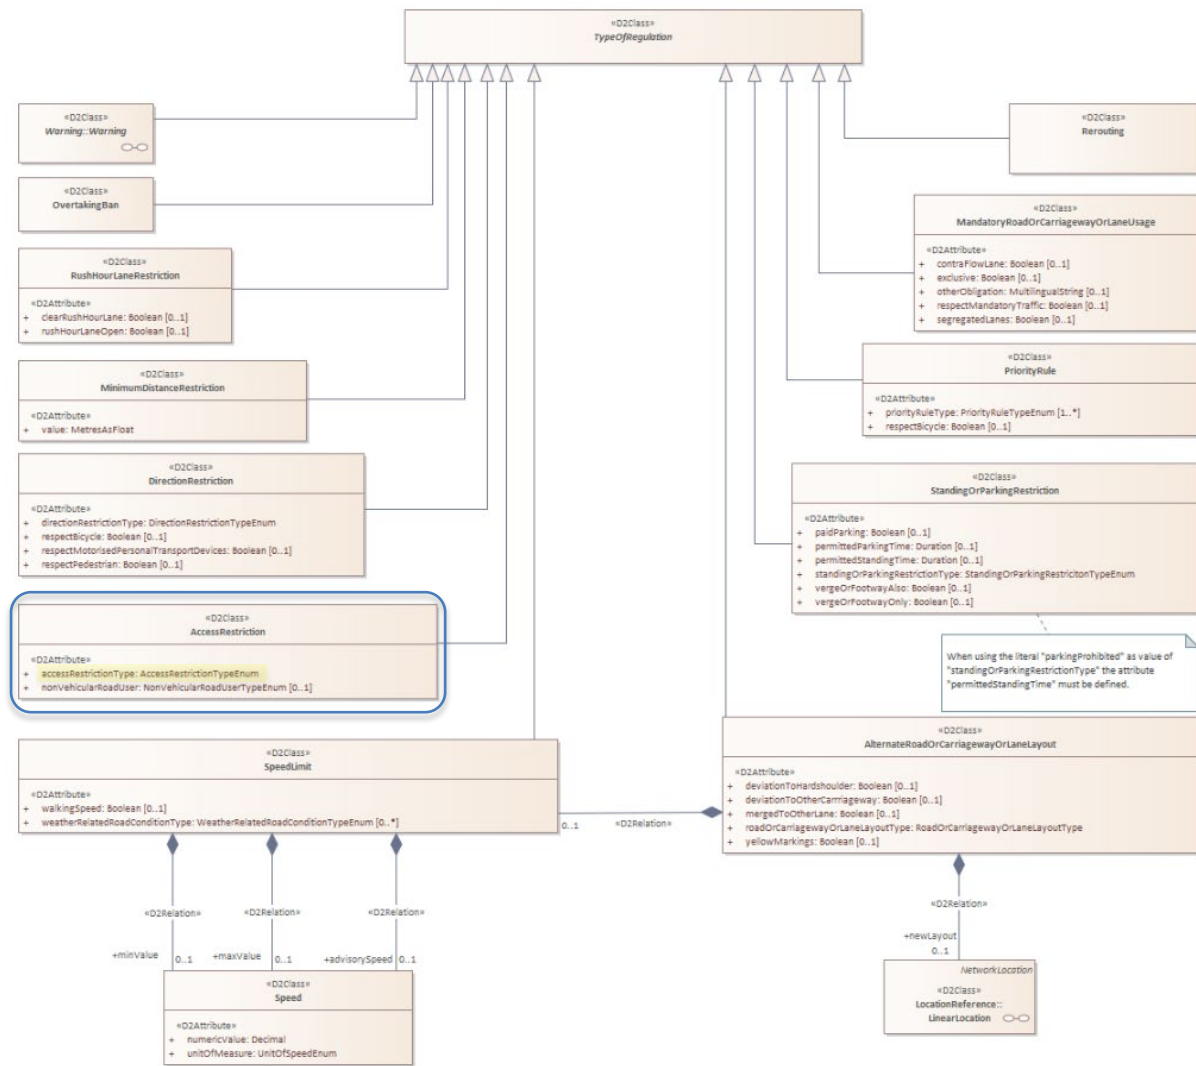 «D2Class»
TypeOfRegulation
«D2Class»
Warning::Warning
«D2Class»
OvertakingBan
«D2Class»
RushHourLaneRestriction
«D2Attribute»
+ clearRushHourLane: Boolean [0..1]
+ rushHourLaneOpen: Boolean [0..1]
«D2Class»
MinimumDistanceRestriction
«D2Attribute»
+ value: MetresAsFloat
«D2Class»
DirectionRestriction
«D2Attribute»
+ directionRestrictionType: DirectionRestrictionTypeEnum
+ respectBicycle: Boolean [0..1]
+ respectMotorisedPersonalTransportDevices: Boolean [0..1]
+ respectPedestrian: Boolean [0..1]
«D2Class»
AccessRestriction
«D2Attribute»
+ accessRestrictionType: AccessRestrictionTypeEnum
+ nonVehicularRoadUser: NonVehicularRoadUserTypeEnum [0..1]
«D2Class»
SpeedLimit
«D2Attribute»
+ walkingSpeed: Boolean [0..1]
+ weatherRelatedRoadConditionType: WeatherRelatedRoadConditionTypeEnum [0..*]
«D2Relation»
«D2Relation»
«D2Relation»
+minValue
0..1
+maxValue
0..1
+advisorySpeed
0..1
«D2Class»
Speed
«D2Attribute»
+ numericValue: Decimal
+ unitOfMeasure: UnitOfSpeedEnum
«D2Class»
Rerouting
«D2Class»
MandatoryRoadOrCarriagewayOrLaneUsage
«D2Attribute»
+ contraFlowLane: Boolean [0..1]
+ exclusive: Boolean [0..1]
+ otherObligation: MultilingualString [0..1]
+ respectMandatoryTraffic: Boolean [0..1]
+ segregatedLanes: Boolean [0..1]
«D2Class»
PriorityRule
«D2Attribute»
+ priorityRuleType: PriorityRuleTypeEnum [1..*]
+ respectBicycle: Boolean [0..1]
«D2Class»
StandingOrParkingRestriction
«D2Attribute»
+ paidParking: Boolean [0..1]
+ permittedParkingTime: Duration [0..1]
+ permittedStandingTime: Duration [0..1]
+ standingOrParkingRestrictionType: StandingOrParkingRestricitonTypeEnum
+ vergeOrFootwayAlso: Boolean [0..1]
+ vergeOrFootwayOnly: Boolean [0..1]
When using the literal "parkingProhibited" as value of
"standingOrParkingRestrictionType" the attribute
"permittedStandingTime" must be defined.
«D2Class»
AlternateRoadOrCarriagewayOrLaneLayout
«D2Attribute»
+ deviationToHardshoulder: Boolean [0..1]
+ deviationToOtherCarrriageway: Boolean [0..1]
+ mergedToOtherLane: Boolean [0..1]
+ roadOrCarriagewayOrLaneLayoutType: RoadOrCarriagewayOrLaneLayoutType
+ yellowMarkings: Boolean [0..1]
0..1
«D2Relation»
«D2Relation»
+newLayout
0..1
NetworkLocation
«D2Class»
LocationReference::
LinearLocation